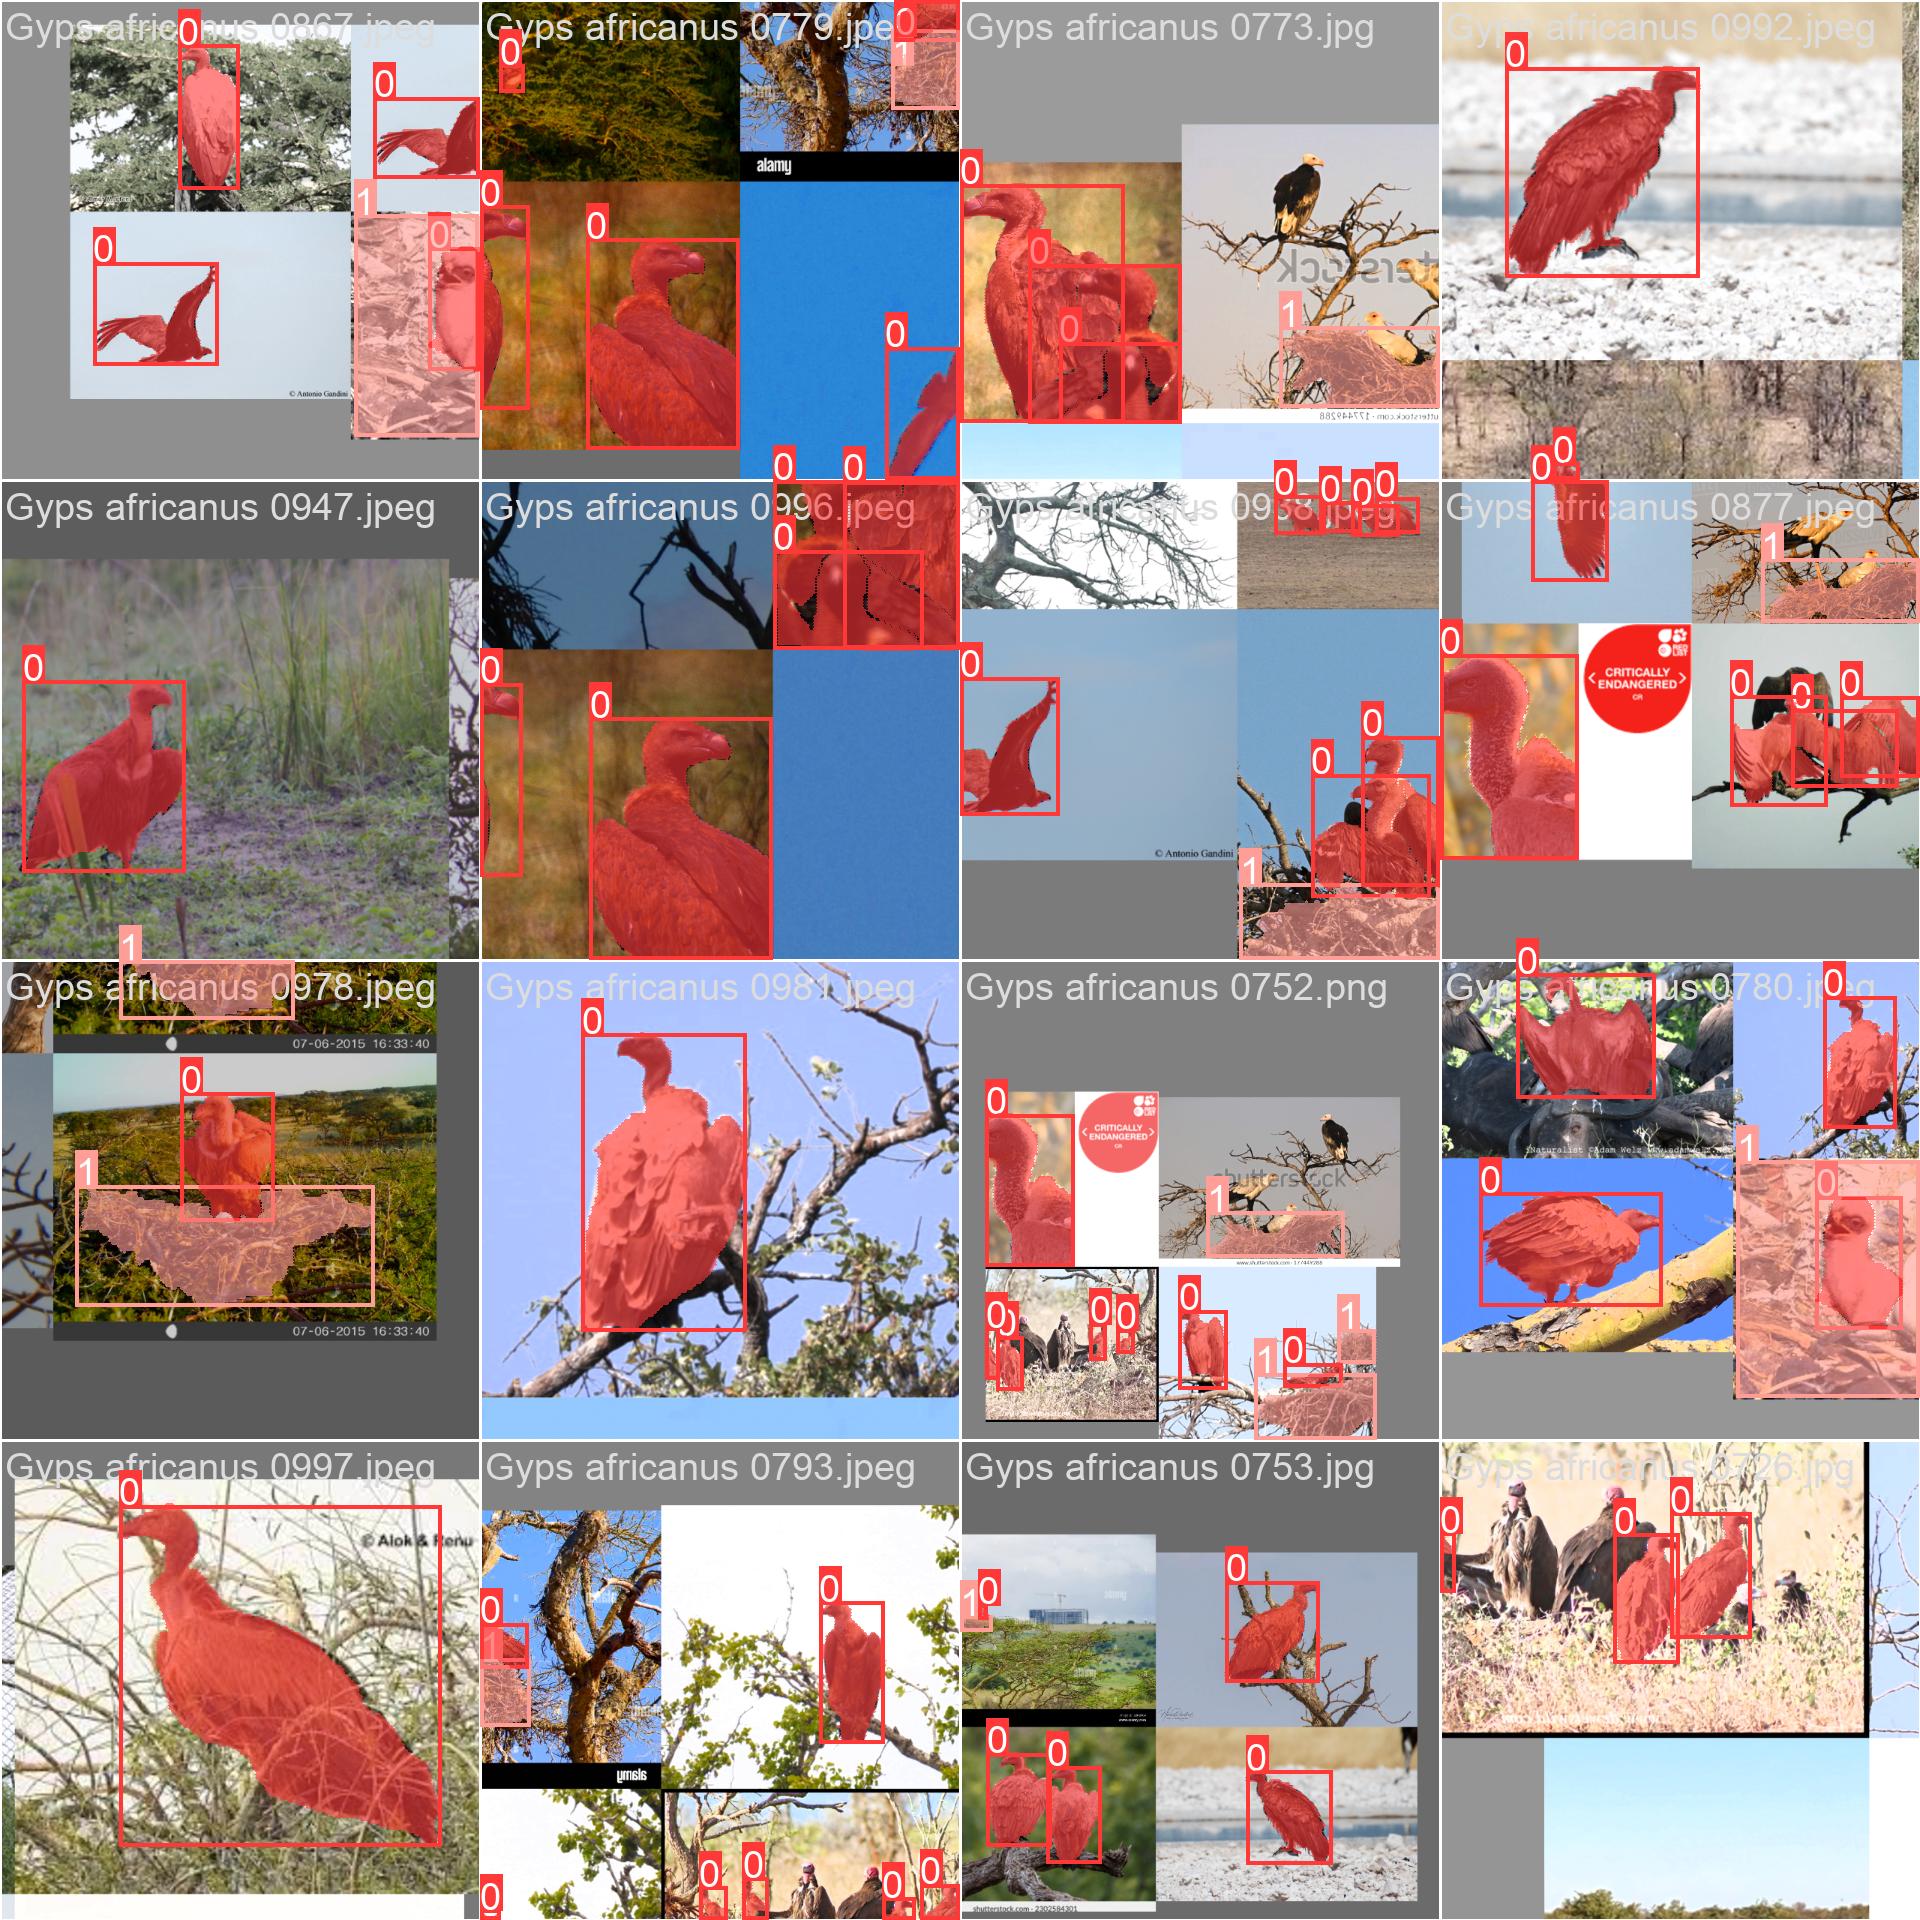 Gyps africanus 0867.jpeg
0
0
1
0
0
© Antonio Gandini
Gyps africanus 0779.jpe
0
0
1
alamy
0
0
0
0
0
Gyps africanus 0773.jpg
0
0
0
1
Gyps africanus 0992.jpeg
0
0
0
Gyps africanus 0947.jpeg
0
Gyps africanus 0996.jpeg
0
0
0
Gyps africanus 0938.jpeg
0
0
0
0
0
0
0
© Antonio Gandini
1
Gyps africanus 0877.jpeg
1
0
CRITICALLY
ENDANGERED
CR
RED
LIST
0
0
0
1
Gyps africanus 0978.jpeg
07-06-2015 16:33:40
0
1
07-06-2015 16:33:40
Gyps africanus 0981.jpeg
0
Gyps africanus 0752.png
0
CRITICALLY
ENDANGERED
CR
shutterstock
1
www.shutterstock.com · 177449288
0
0
0
0
0
1
0
1
Gyps africanus 0780.jpeg
0
0
iNaturalist ©Adam Welz
1
0
0
Gyps africanus 0997.jpeg
0
© Alok & Renu
Gyps africanus 0793.jpeg
0
0
1
alamy
0
0
0
0
0
Gyps africanus 0753.jpg
0
1
0
0
0
0
shutterstock.com · 2302584301
Gyps africanus 0726.jpg
0
0
0